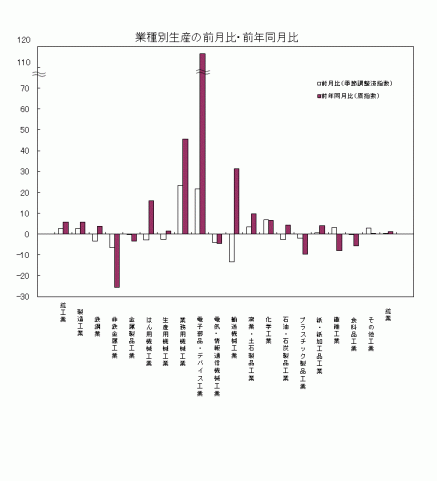 業種別生産の前月比・前年同月比
120
110
70
60
50
40
30
20
10
0
−10
−20
−30
□前月比(季節調整済指数)
■前年同月比(原指数)
製造工業
鉄鋼業
非鉄金属工業
金属製品工業
はん用機械工業
生産用機械工業
業務用機械工業
電子部品・デバイス工業
電気・情報通信機械工業
輸送機械工業
窯業・土石製品工業
化学工業
石油・石炭製品工業
プラスチック製品工業
紙・紙加工品工業
繊維工業
食料品工業
その他工業